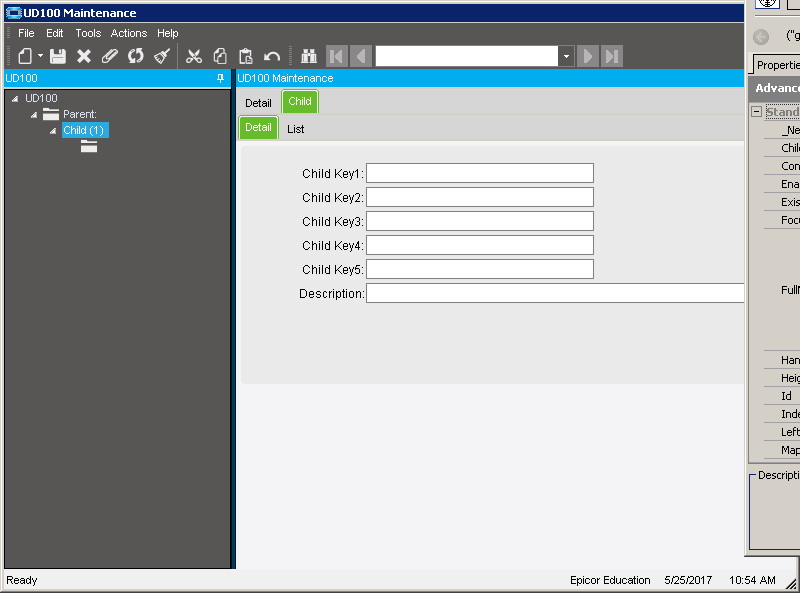 UD100 Maintenance
File Edit Tools Actions Help
UD100
UD100
Parent:
Child (1)
UD100 Maintenance
Detail Child
Detail List
Child Key1:
Child Key2:
Child Key3:
Child Key4:
Child Key5:
Description:
("g
Propertie
Advance
Stand
_Ne
Chil
Con
Ena
Exis
Focu
Full
Han
Heig
Id
Inde
Left
Map
Descripti
Ready
Epicor Education 5/25/2017 10:54 AM